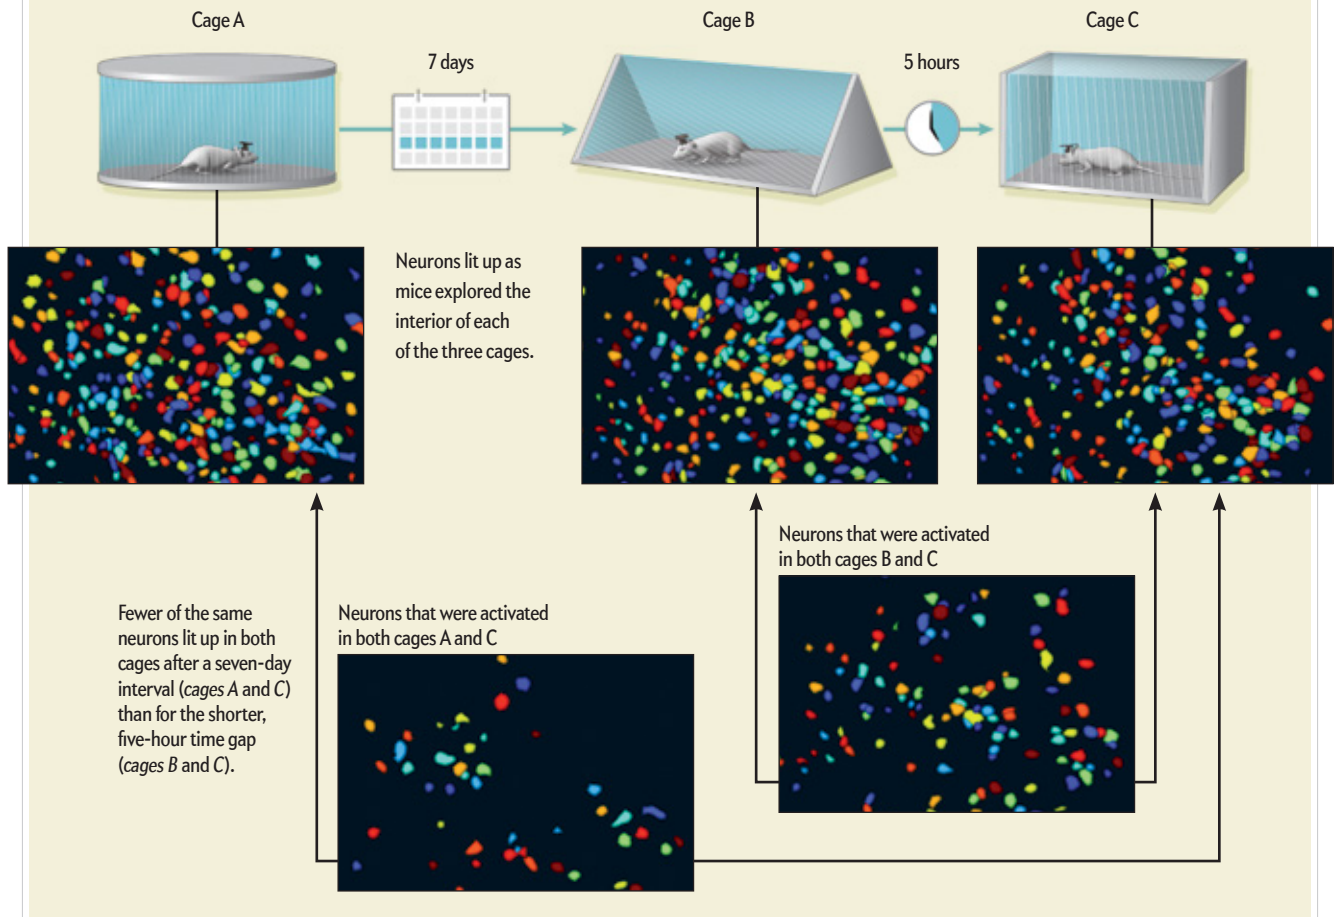 Cage A
Cage B
Cage C
7 days
5 hours
Neurons lit up as
mice explored the
interior of each
of the three cages.
Neurons that were activated
in both cages B and C
Fewer of the same
neurons lit up in both
cages after a seven-day
interval (cages A and C)
than for the shorter,
five-hour time gap
(cages B and C).
Neurons that were activated
in both cages A and C